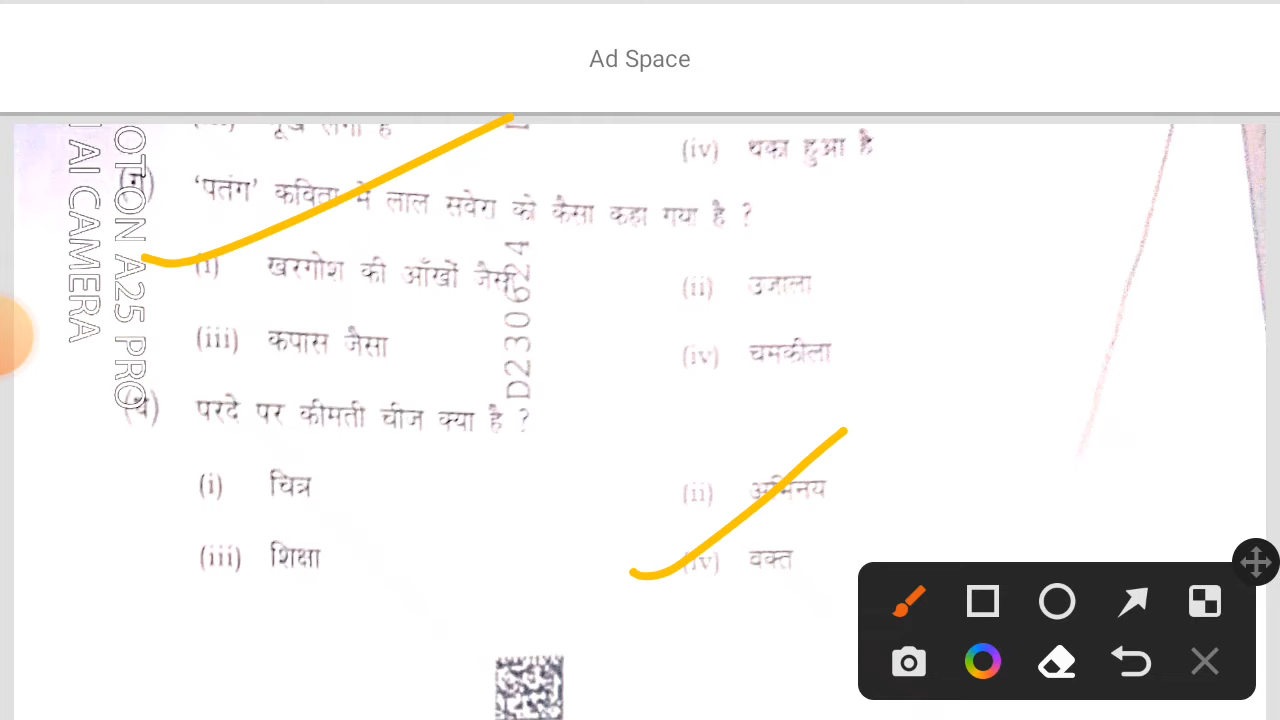 Ad Space
(iv) थका हुआ है
'पतंग' कविता में लाल सवेरा को कैसा कहा गया है ?
(i) खरगोश की आँखों जैसी
(ii) उजाला
(iii) कपास जैसा
(iv) चमकीला
(घ) परदे पर कीमती चीज क्या है ?
(i) चित्र
(ii) अभिनय
(iii) शिक्षा
(iv) वक्त
D230624
OTON A25 PRO
AI CAMERA